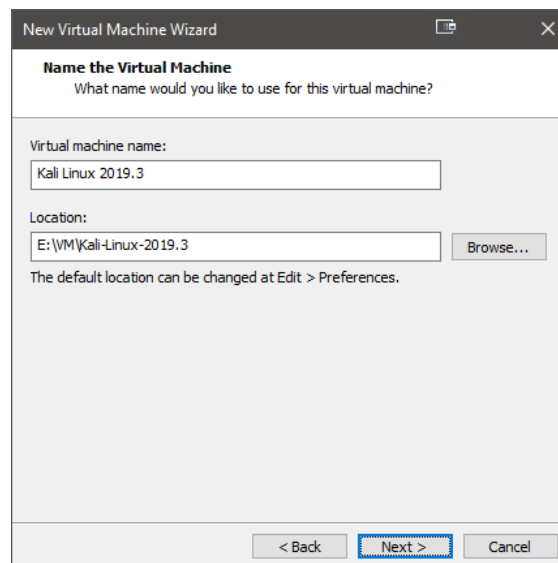 New Virtual Machine Wizard
Name the Virtual Machine
What name would you like to use for this virtual machine?
Virtual machine name:
Kali Linux 2019.3
Location:
E:\VM\Kali-Linux-2019.3
Browse...
The default location can be changed at Edit > Preferences.
< Back
Next >
Cancel